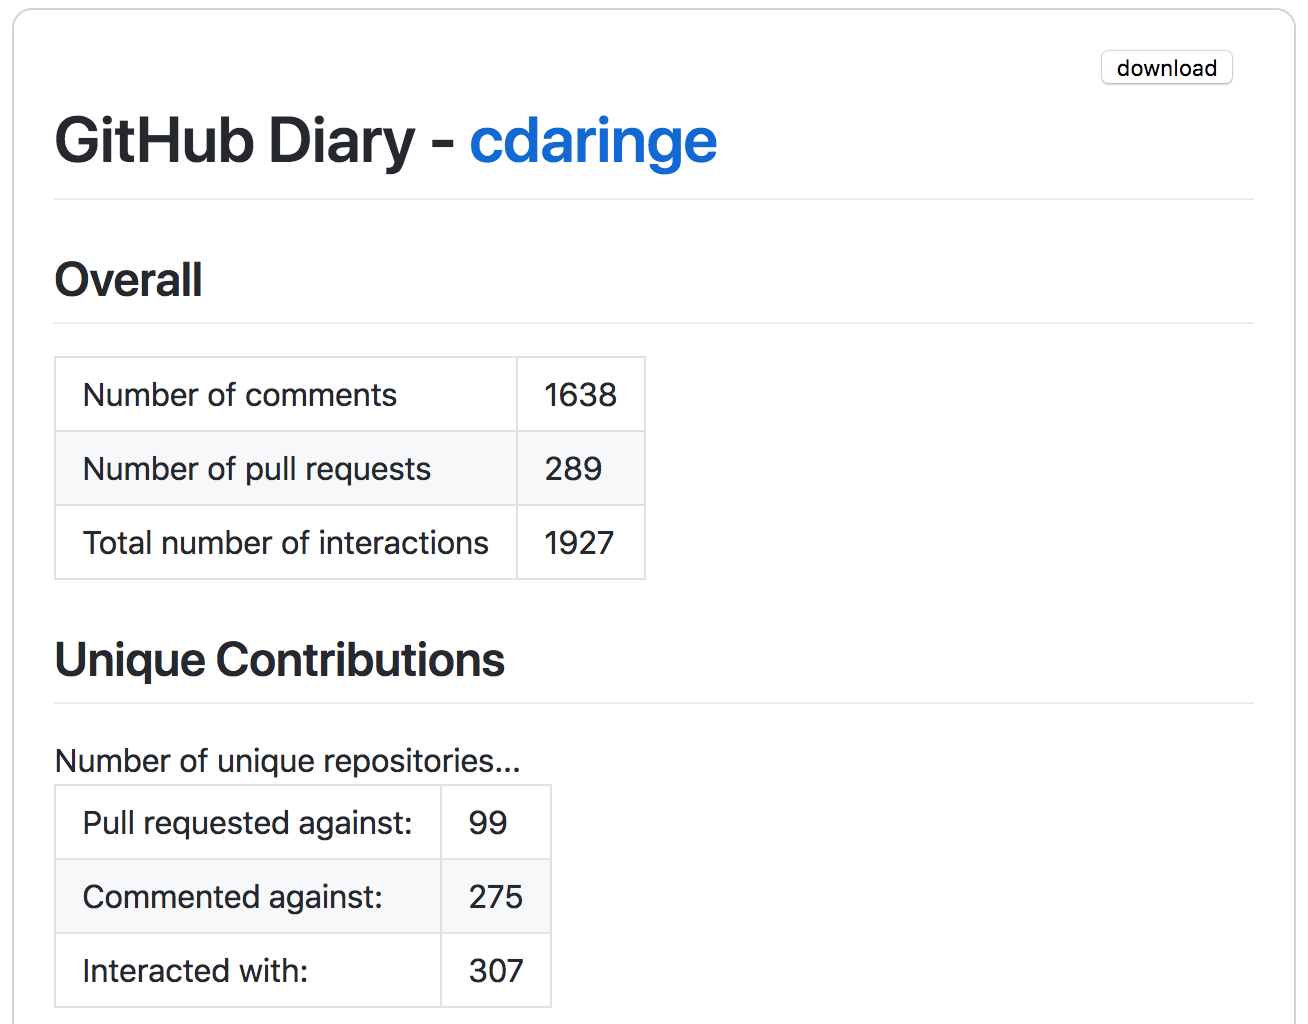 download
GitHub Diary - cdaringe
Overall
Number of comments 1638
Number of pull requests 289
Total number of interactions 1927
Unique Contributions
Number of unique repositories...
Pull requested against: 99
Commented against: 275
Interacted with: 307